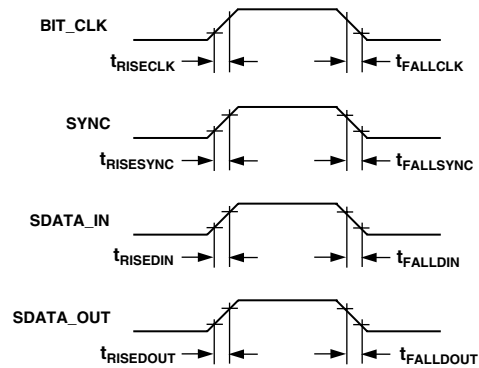 BIT_CLK
tRISECLK tFALLCLK
SYNC
tRISESYNC tFALLSYNC
SDATA_IN
tRISEDIN tFALLDIN
SDATA_OUT
tRISEDOUT tFALLDOUT